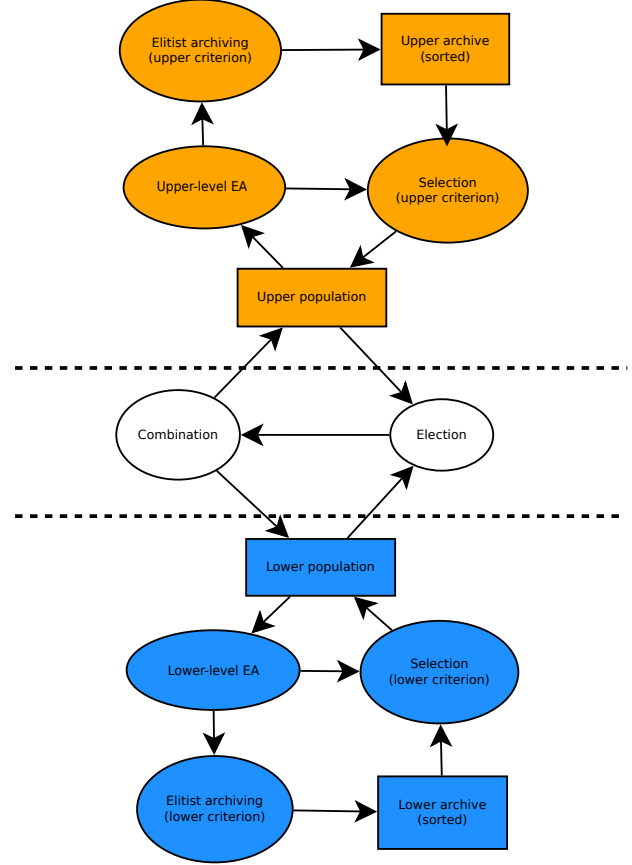 Elitist archiving
(upper criterion)
Upper archive
(sorted)
Upper-level EA
Selection
(upper criterion)
Upper population
Combination
Election
Lower population
Lower-level EA
Selection
(lower criterion)
Elitist archiving
(lower criterion)
Lower archive
(sorted)